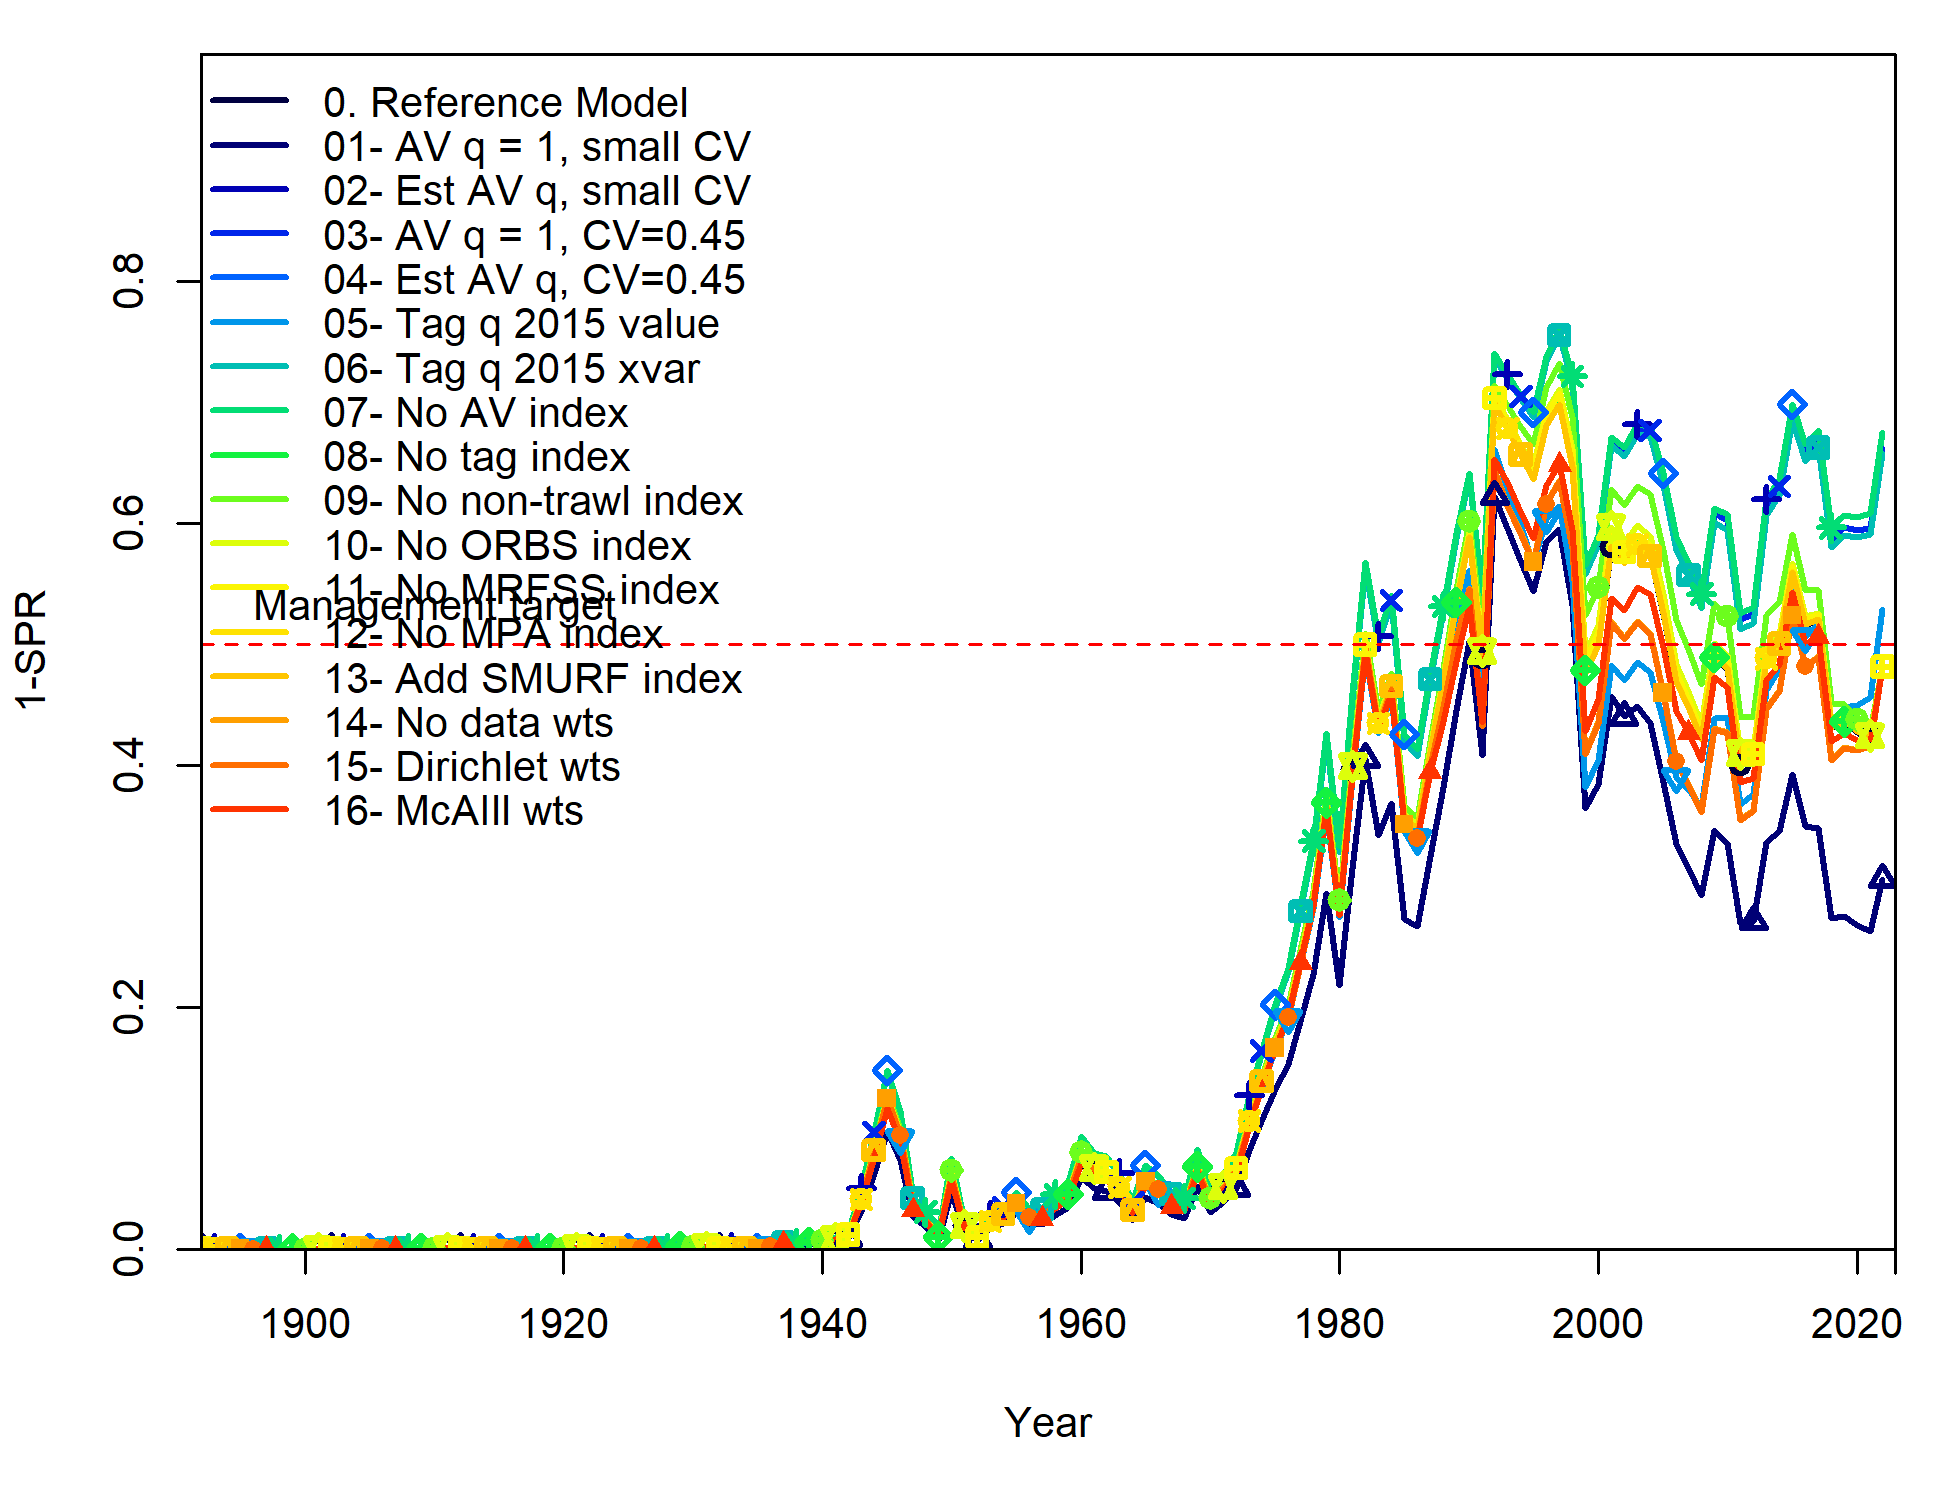 0. Reference Model
01- AV q = 1, small CV
02- Est AV q, small CV
03- AV q = 1, CV=0.45
04- Est AV q, CV=0.45
05- Tag q 2015 value
06- Tag q 2015 xvar
07- No AV index
08- No tag index
09- No non-trawl index
10- No ORBS index
11- No MRFSS index
Management target
12- No MPA index
13- Add SMURF index
14- No data wts
15- Dirichlet wts
16- McAIII wts
1-SPR
0.8
0.6
0.4
0.2
0.0
1900 1920 1940 1960 1980 2000 2020
Year